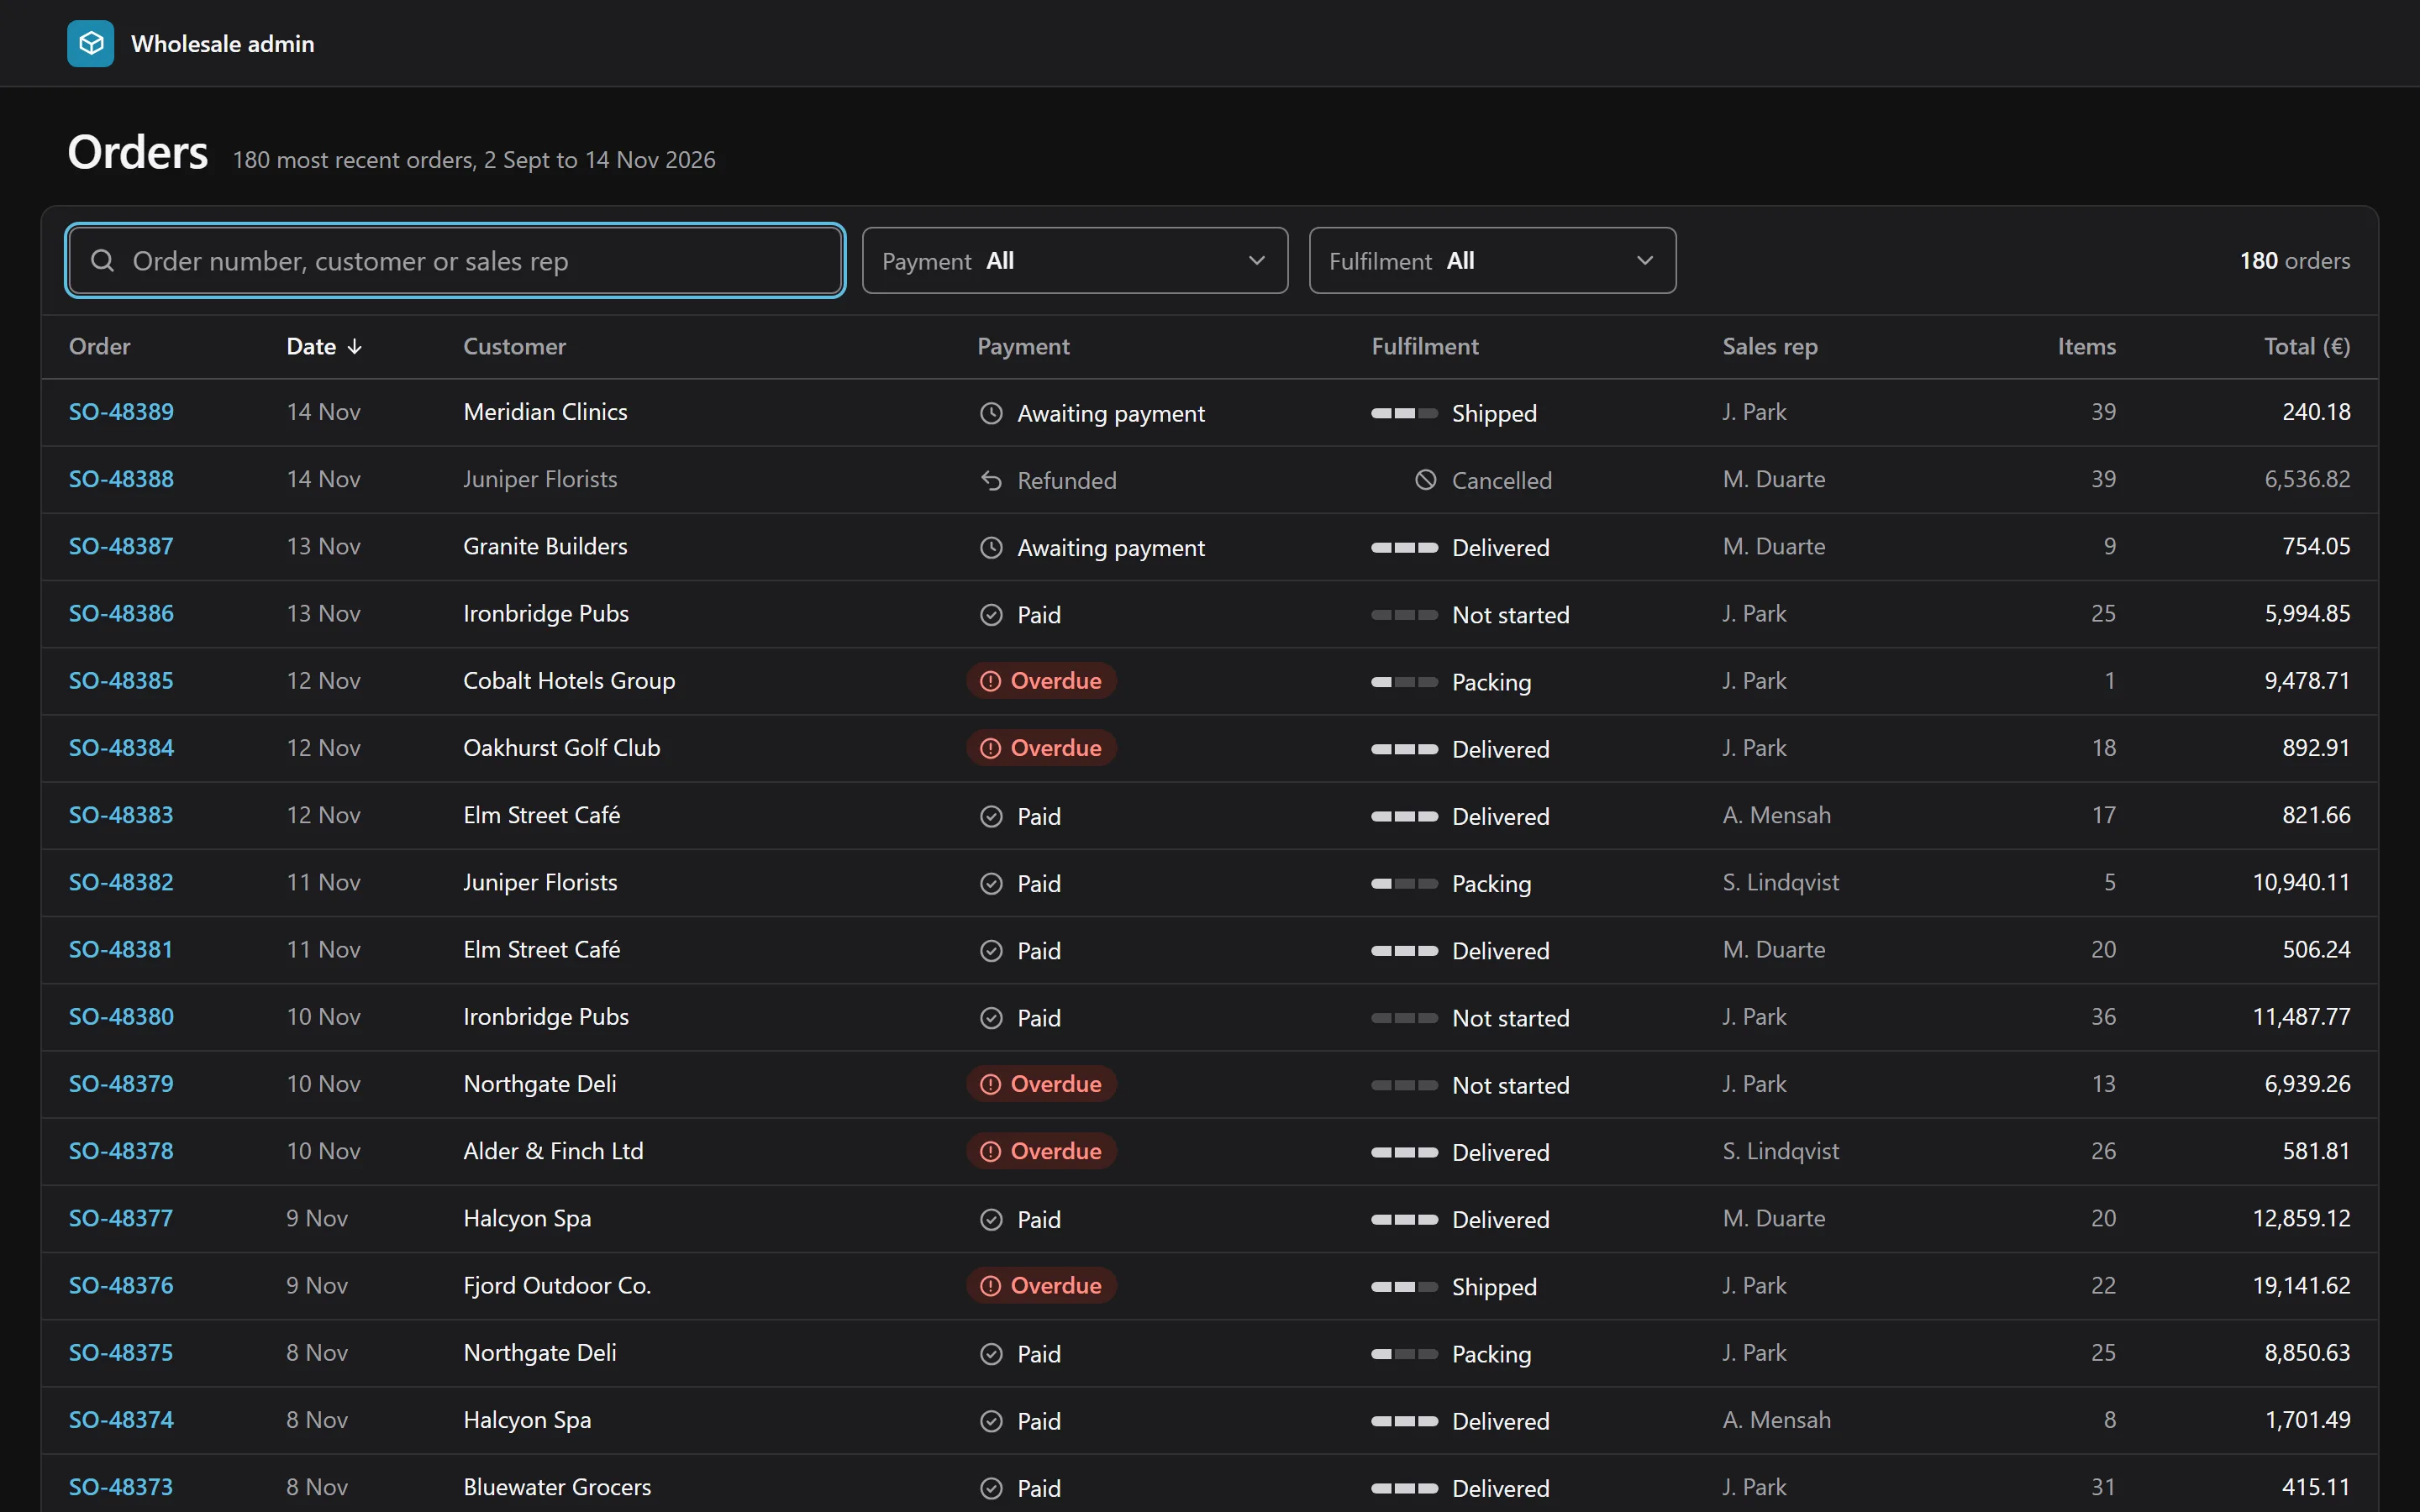 Wholesale admin
Orders 180 most recent orders, 2 Sept to 14 Nov 2026
Order number, customer or sales rep Payment All Fulfilment All 180 orders
Order Date Customer Payment Fulfilment Sales rep Items Total (€)
SO-48389 14 Nov Meridian Clinics Awaiting payment Shipped J. Park 39 240.18
SO-48388 14 Nov Juniper Florists Refunded Cancelled M. Duarte 39 6,536.82
SO-48387 13 Nov Granite Builders Awaiting payment Delivered M. Duarte 9 754.05
SO-48386 13 Nov Ironbridge Pubs Paid Not started J. Park 25 5,994.85
SO-48385 12 Nov Cobalt Hotels Group Overdue Packing J. Park 1 9,478.71
SO-48384 12 Nov Oakhurst Golf Club Overdue Delivered J. Park 18 892.91
SO-48383 12 Nov Elm Street Café Paid Delivered A. Mensah 17 821.66
SO-48382 11 Nov Juniper Florists Paid Packing S. Lindqvist 5 10,940.11
SO-48381 11 Nov Elm Street Café Paid Delivered M. Duarte 20 506.24
SO-48380 10 Nov Ironbridge Pubs Paid Not started J. Park 36 11,487.77
SO-48379 10 Nov Northgate Deli Overdue Not started J. Park 13 6,939.26
SO-48378 10 Nov Alder & Finch Ltd Overdue Delivered S. Lindqvist 26 581.81
SO-48377 9 Nov Halcyon Spa Paid Delivered M. Duarte 20 12,859.12
SO-48376 9 Nov Fjord Outdoor Co. Overdue Shipped J. Park 22 19,141.62
SO-48375 8 Nov Northgate Deli Paid Packing J. Park 25 8,850.63
SO-48374 8 Nov Halcyon Spa Paid Delivered A. Mensah 8 1,701.49
SO-48373 8 Nov Bluewater Grocers Paid Delivered J. Park 31 415.11